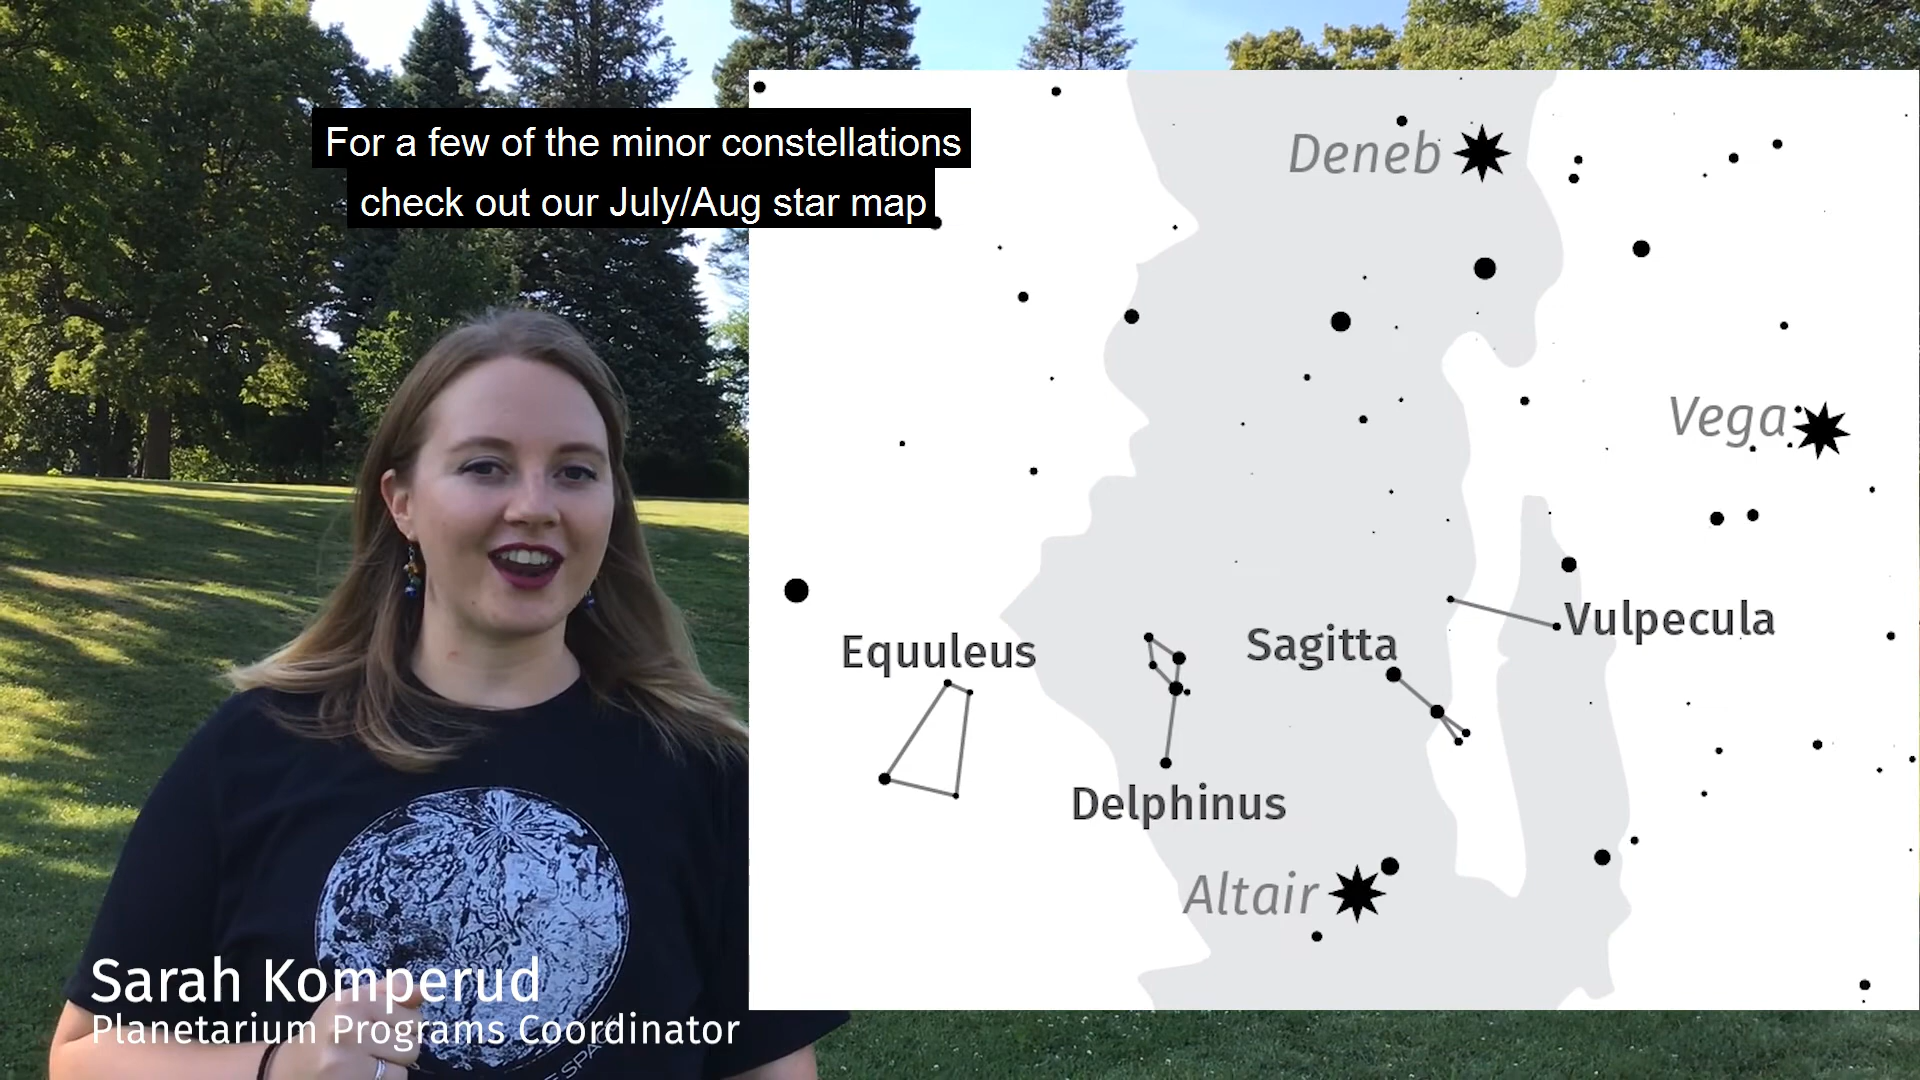 For a few of the minor constellations
check out our July/Aug star map
Deneb
Vega
Vulpecula
Sagitta
Equuleus
Delphinus
Altair
Sarah Komperud
Planetarium Programs Coordinator